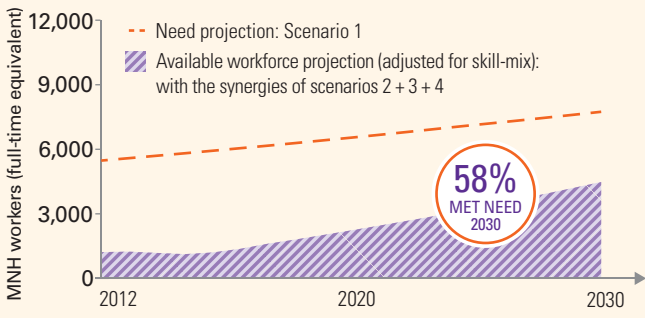 MNH workers (full-time equivalent)
12,000
9,000
6,000
3,000
0
Need projection: Scenario 1
Available workforce projection (adjusted for skill-mix):
with the synergies of scenarios 2 + 3 + 4
58%
MET NEED
2030
2012
2020
2030